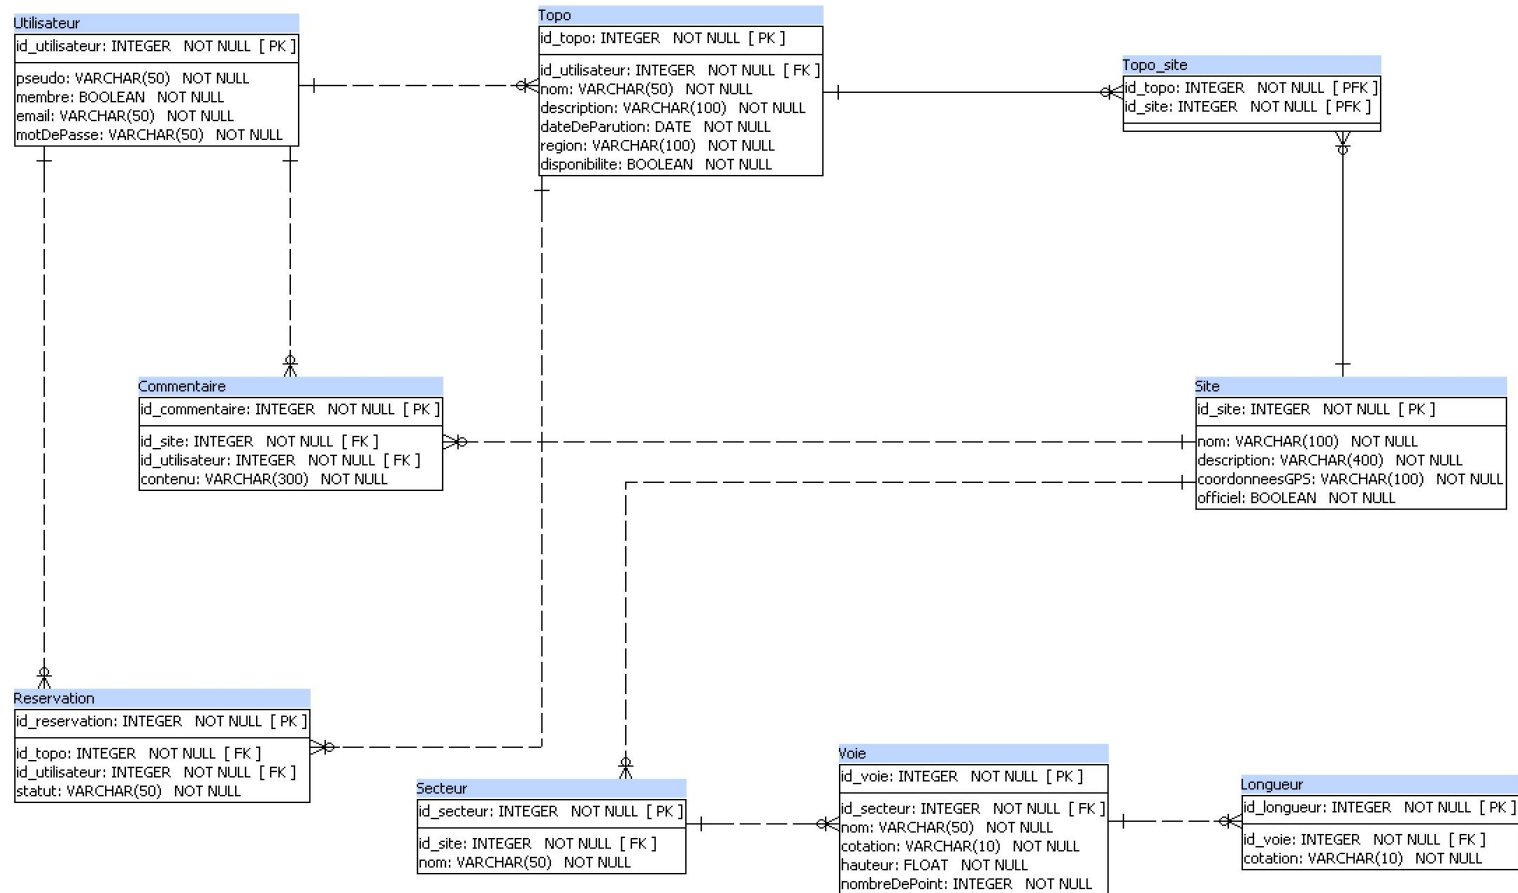 Utilisateur
id_utilisateur: INTEGER NOT NULL [ PK ]
pseudo: VARCHAR(50) NOT NULL
membre: BOOLEAN NOT NULL
email: VARCHAR(50) NOT NULL
motDePasse: VARCHAR(50) NOT NULL
Topo
id_topo: INTEGER NOT NULL [ PK ]
id_utilisateur: INTEGER NOT NULL [ FK ]
nom: VARCHAR(50) NOT NULL
description: VARCHAR(100) NOT NULL
dateDeParution: DATE NOT NULL
region: VARCHAR(100) NOT NULL
disponibilite: BOOLEAN NOT NULL
Topo_site
id_topo: INTEGER NOT NULL [ PFK ]
id_site: INTEGER NOT NULL [ PFK ]
Commentaire
id_commentaire: INTEGER NOT NULL [ PK ]
id_site: INTEGER NOT NULL [ FK ]
id_utilisateur: INTEGER NOT NULL [ FK ]
contenu: VARCHAR(300) NOT NULL
Site
id_site: INTEGER NOT NULL [ PK ]
nom: VARCHAR(100) NOT NULL
description: VARCHAR(400) NOT NULL
coordonneesGPS: VARCHAR(100) NOT NULL
officiel: BOOLEAN NOT NULL
Reservation
id_reservation: INTEGER NOT NULL [ PK ]
id_topo: INTEGER NOT NULL [ FK ]
id_utilisateur: INTEGER NOT NULL [ FK ]
statut: VARCHAR(50) NOT NULL
Secteur
id_secteur: INTEGER NOT NULL [ PK ]
id_site: INTEGER NOT NULL [ FK ]
nom: VARCHAR(50) NOT NULL
Voie
id_voie: INTEGER NOT NULL [ PK ]
id_secteur: INTEGER NOT NULL [ FK ]
nom: VARCHAR(50) NOT NULL
cotation: VARCHAR(10) NOT NULL
hauteur: FLOAT NOT NULL
nombreDePoint: INTEGER NOT NULL
Longueur
id_longueur: INTEGER NOT NULL [ PK ]
id_voie: INTEGER NOT NULL [ FK ]
cotation: VARCHAR(10) NOT NULL